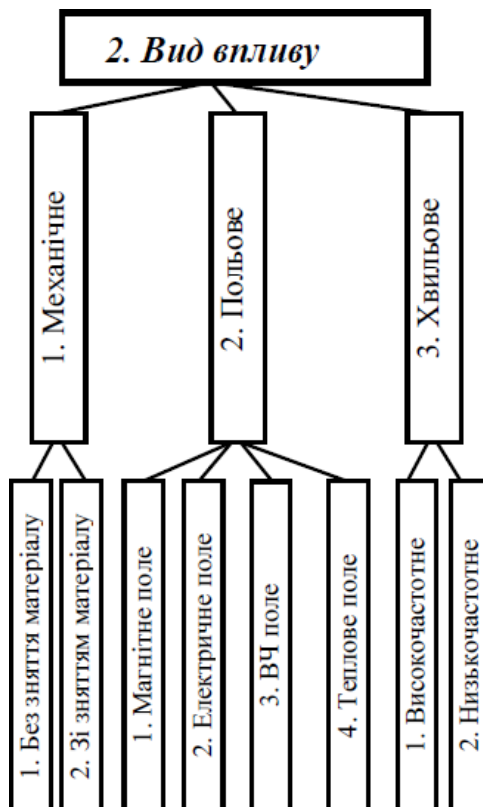 2. Вид впливу
1. Механічне
2. Польове
3. Хвильове
1. Без зняття матеріалу
2. Зі зняттям матеріалу
1. Магнітне поле
2. Електричне поле
3. ВЧ поле
4. Теплове поле
1. Високочастотне
2. Низькочастотне